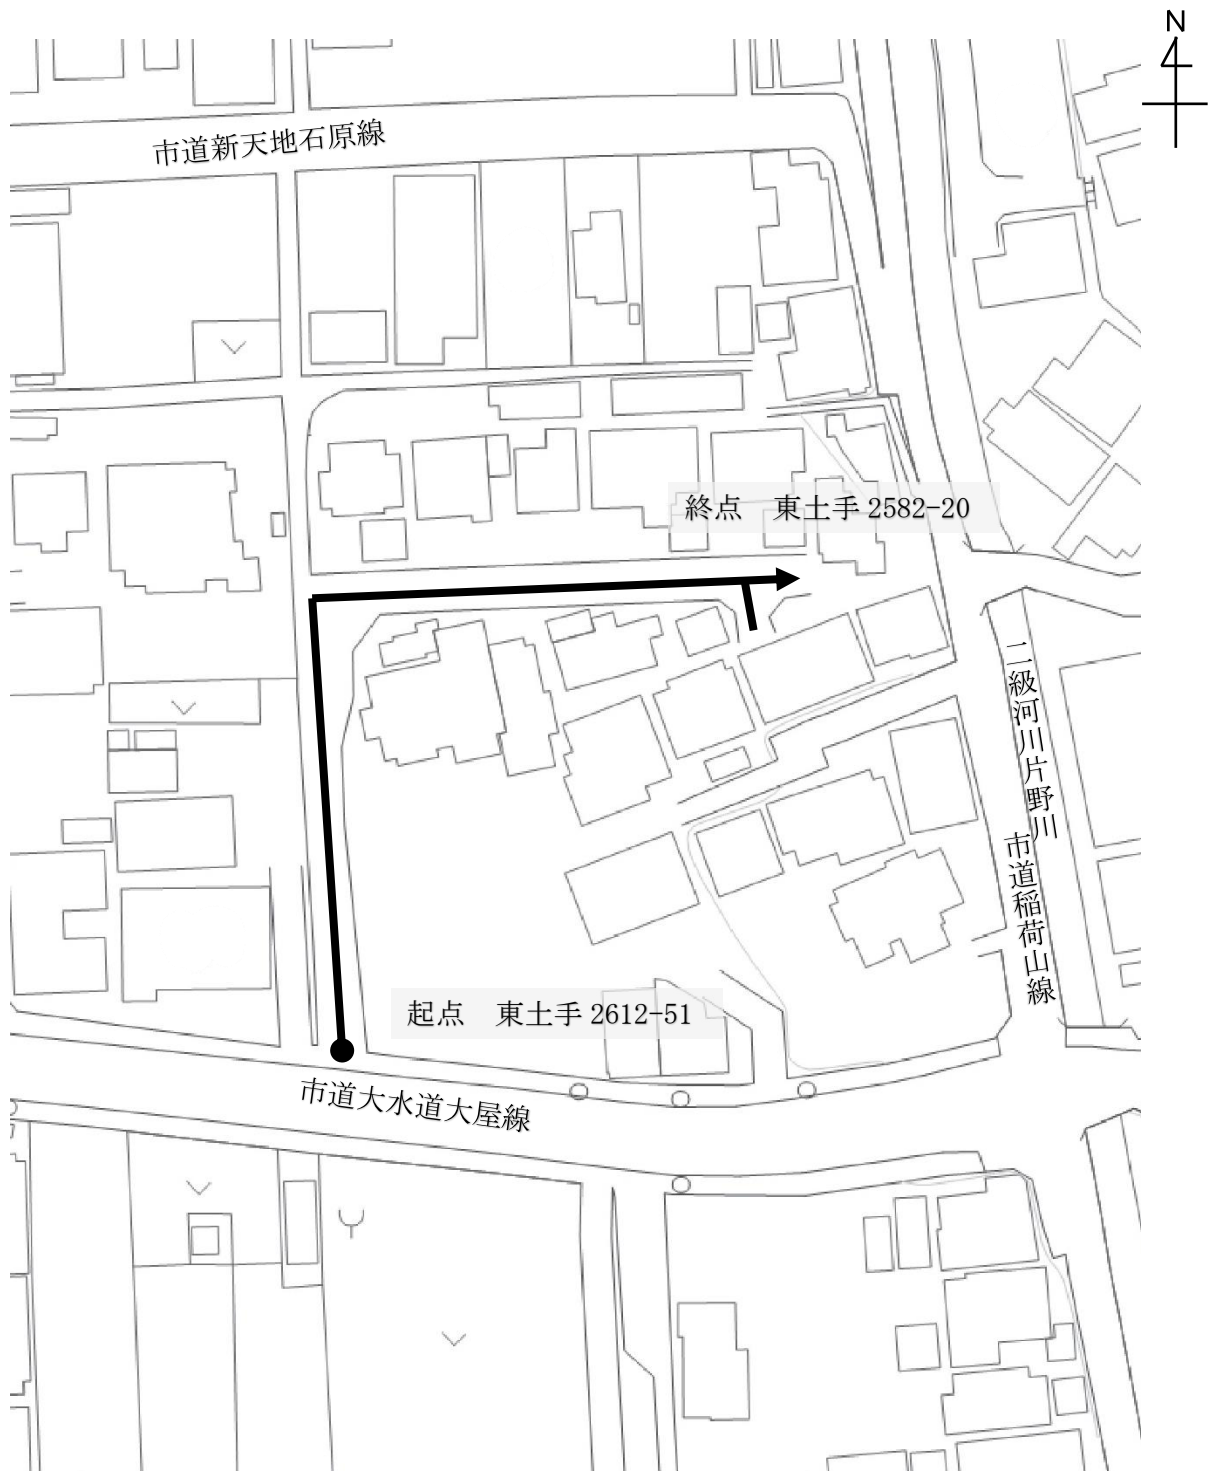 N
市道新天地石原線
終点　東土手 2582-20
二級河川片野川
市道稲荷山線
起点　東土手 2612-51
市道大水道大屋線